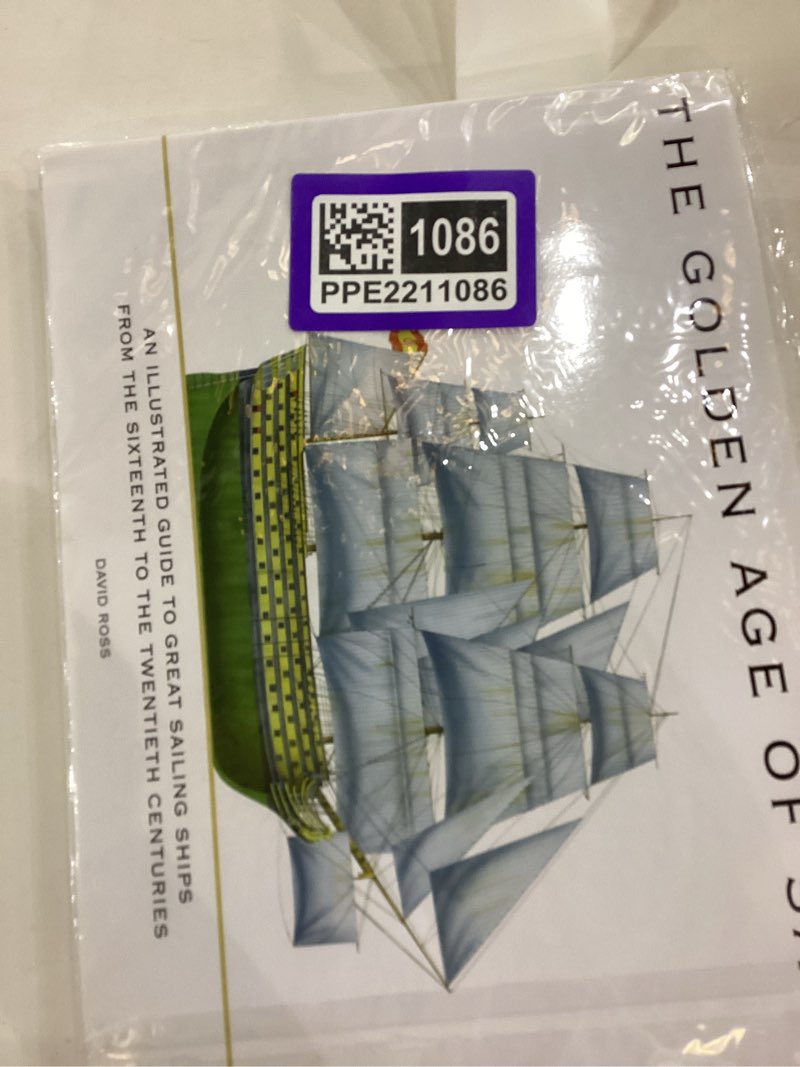 THE GOLDEN AGE OF
1086
PPE2211086
AN ILLUSTRATED GUIDE TO GREAT SAILING SHIPS
FROM THE SIXTEENTH TO THE TWENTIETH CENTURIES
DAVID ROSS